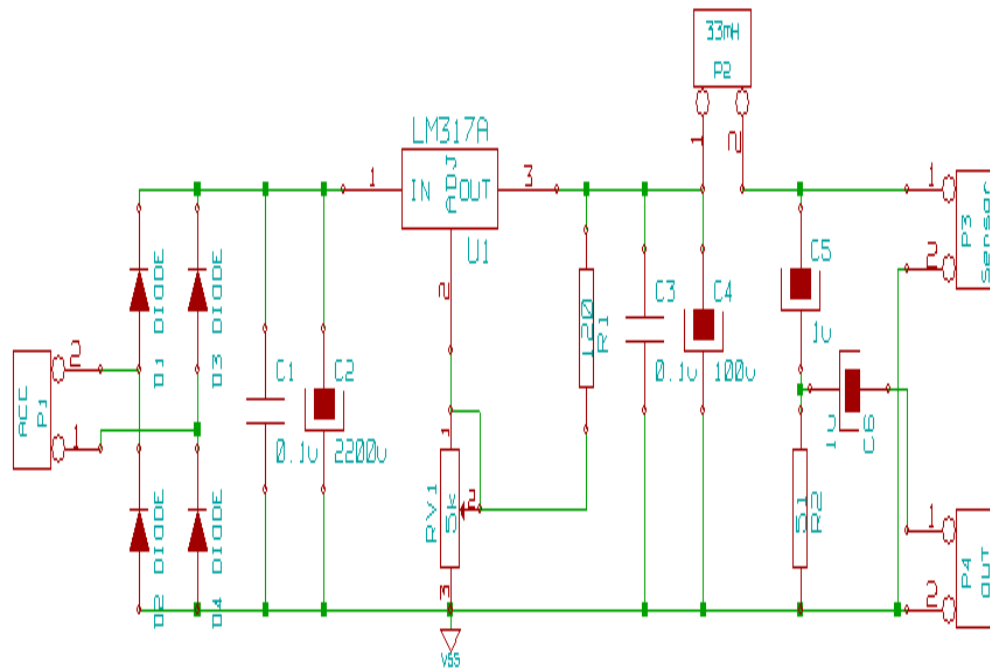 33mH
P2
1
2
LM317A
1
IN
ADJ
OUT
3
U1
2
1
P3
Sensor
2
DIODE
D1
DIODE
D3
C1
0.1u
C2
2200u
120
R1
C3
0.1u
C4
100u
C5
1u
1u
C6
2
ACC
P1
1
1
RV1
5k
2
3
51
R2
DIODE
D2
DIODE
D4
1
P4
OUT
2
VSS